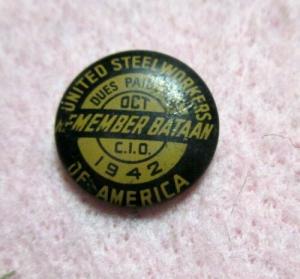 UNITED STEELWORKERS
DUES PAID
OCT
REMEMBER BATAAN
C.I.O.
1942
OF AMERICA